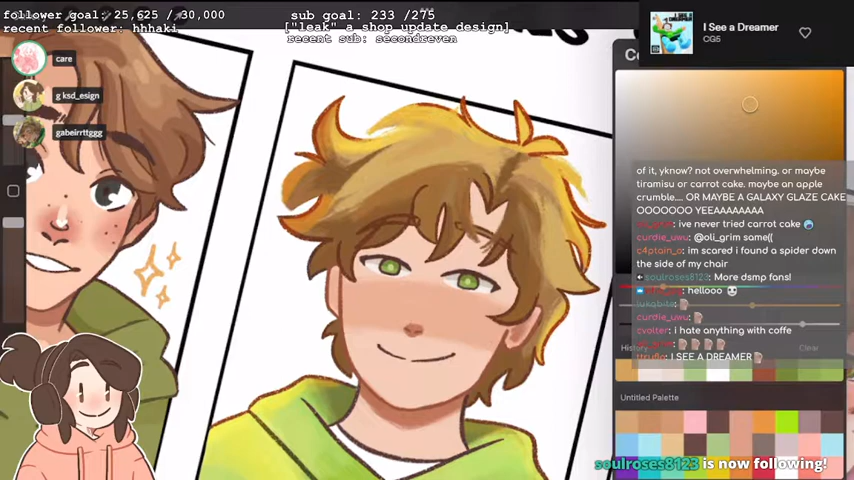 follower goal: 25,625 / 30,000
sub goal: 233 /275
recent follower: hhhaki
["leak" a shop update design]
recent sub: secondreven
I See a Dreamer
CG5
care
g ksd_esign
gabeirrttggg
of it, yknow? not overwhelming. or maybe
tiramisu or carrot cake. maybe an apple
crumble.... OR MAYBE A GALAXY GLAZE CAKE
OOOOOOO YEEAAAAAAA
ive never tried carrot cake
curdie_uwu: @oli_grim same((
c4ptain_o: im scared i found a spider down
the side of my chair
soulroses8123: More dsmp fans!
hellooo
curdie_uwu:
cvolter: i hate anything with coffe
I SEE A DREAMER
Clear
Untitled Palette
soulroses8123 is now following!